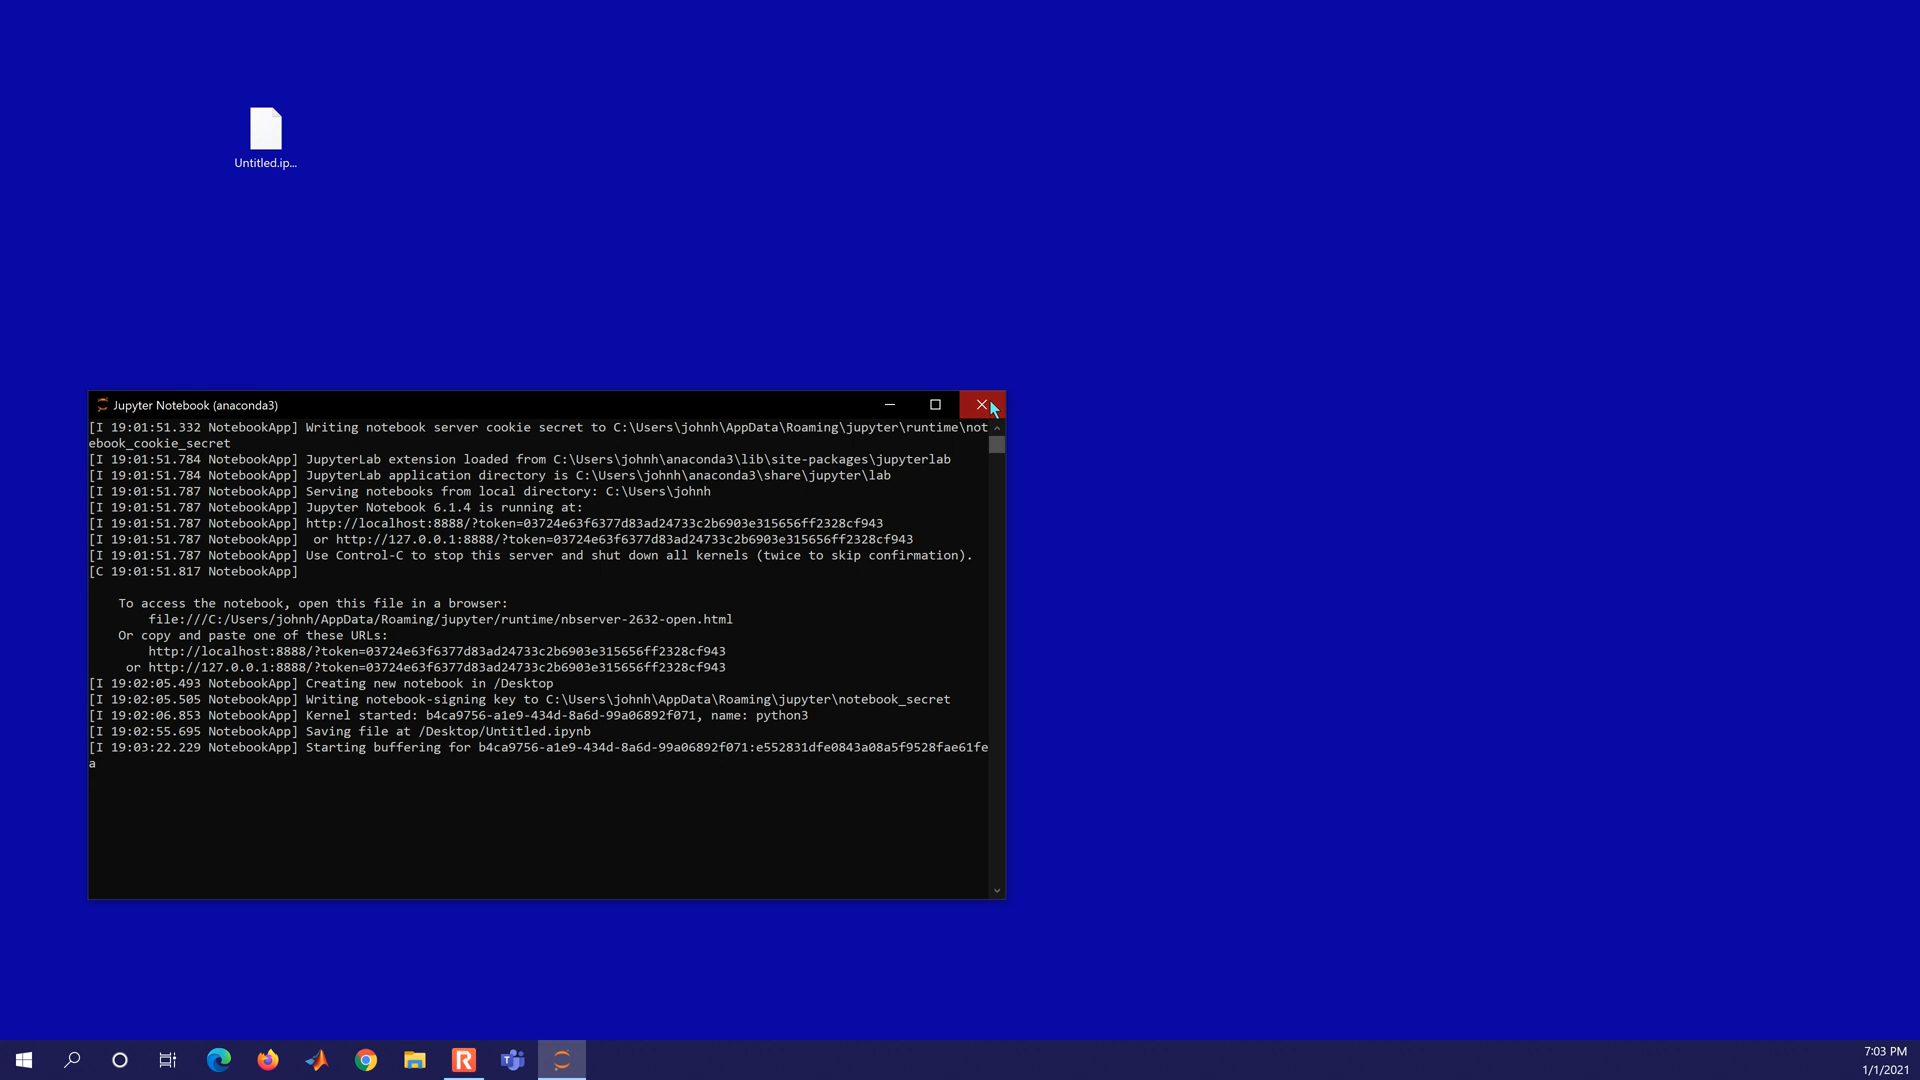 Untitled.ip...
Jupyter Notebook (anaconda3)
[I 19:01:51.332 NotebookApp] Writing notebook server cookie secret to C:\Users\johnh\AppData\Roaming\jupyter\runtime\not
ebook_cookie_secret
[I 19:01:51.784 NotebookApp] JupyterLab extension loaded from C:\Users\johnh\anaconda3\lib\site-packages\jupyterlab
[I 19:01:51.784 NotebookApp] JupyterLab application directory is C:\Users\johnh\anaconda3\share\jupyter\lab
[I 19:01:51.787 NotebookApp] Serving notebooks from local directory: C:\Users\johnh
[I 19:01:51.787 NotebookApp] Jupyter Notebook 6.1.4 is running at:
[I 19:01:51.787 NotebookApp] http://localhost:8888/?token=03724e63f6377d83ad24733c2b6903e315656ff2328cf943
[I 19:01:51.787 NotebookApp]  or http://127.0.0.1:8888/?token=03724e63f6377d83ad24733c2b6903e315656ff2328cf943
[I 19:01:51.787 NotebookApp] Use Control-C to stop this server and shut down all kernels (twice to skip confirmation).
[C 19:01:51.817 NotebookApp]
To access the notebook, open this file in a browser:
file:///C:/Users/johnh/AppData/Roaming/jupyter/runtime/nbserver-2632-open.html
Or copy and paste one of these URLs:
http://localhost:8888/?token=03724e63f6377d83ad24733c2b6903e315656ff2328cf943
or http://127.0.0.1:8888/?token=03724e63f6377d83ad24733c2b6903e315656ff2328cf943
[I 19:02:05.493 NotebookApp] Creating new notebook in /Desktop
[I 19:02:05.505 NotebookApp] Writing notebook-signing key to C:\Users\johnh\AppData\Roaming\jupyter\notebook_secret
[I 19:02:06.853 NotebookApp] Kernel started: b4ca9756-a1e9-434d-8a6d-99a06892f071, name: python3
[I 19:02:55.695 NotebookApp] Saving file at /Desktop/Untitled.ipynb
[I 19:03:22.229 NotebookApp] Starting buffering for b4ca9756-a1e9-434d-8a6d-99a06892f071:e552831dfe0843a08a5f9528fae61fe
a
7:03 PM
1/1/2021